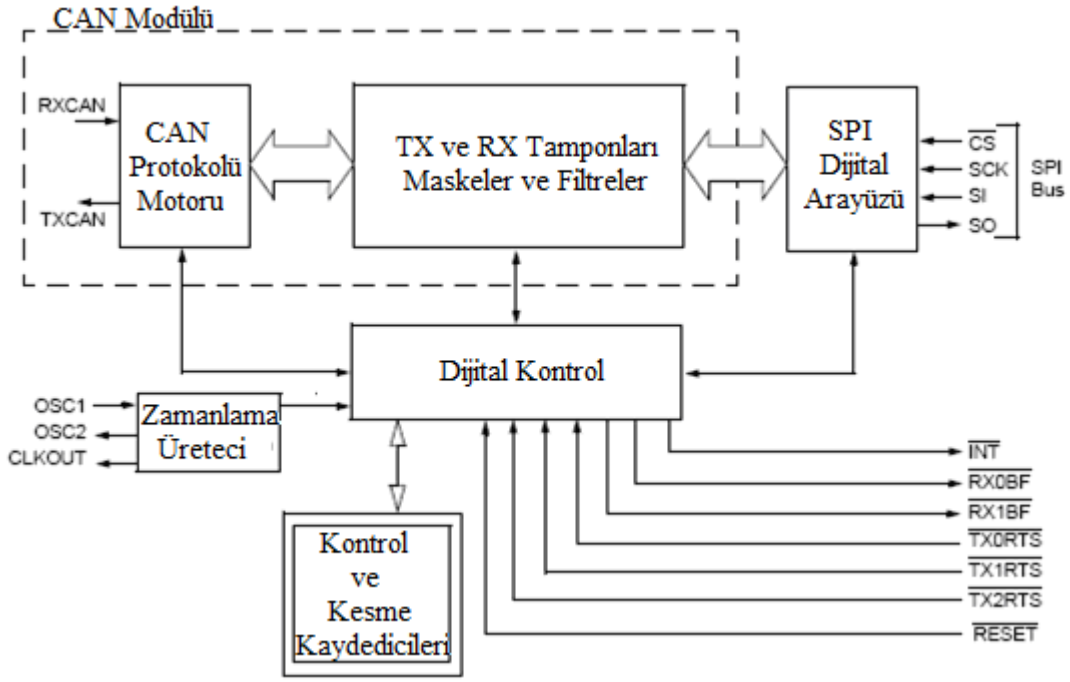 CAN Modülü
RXCAN
TXCAN
CAN
Protokolü
Motoru
TX ve RX Tamponları
Maskeler ve Filtreler
SPI
Dijital
Arayüzü
CS
SCK
SI
SO
SPI
Bus
Dijital Kontrol
OSC1
OSC2
CLKOUT
Zamanlama
Üreteci
Kontrol
ve
Kesme
Kaydedicileri
INT
RX0BF
RX1BF
TX0RTS
TX1RTS
TX2RTS
RESET